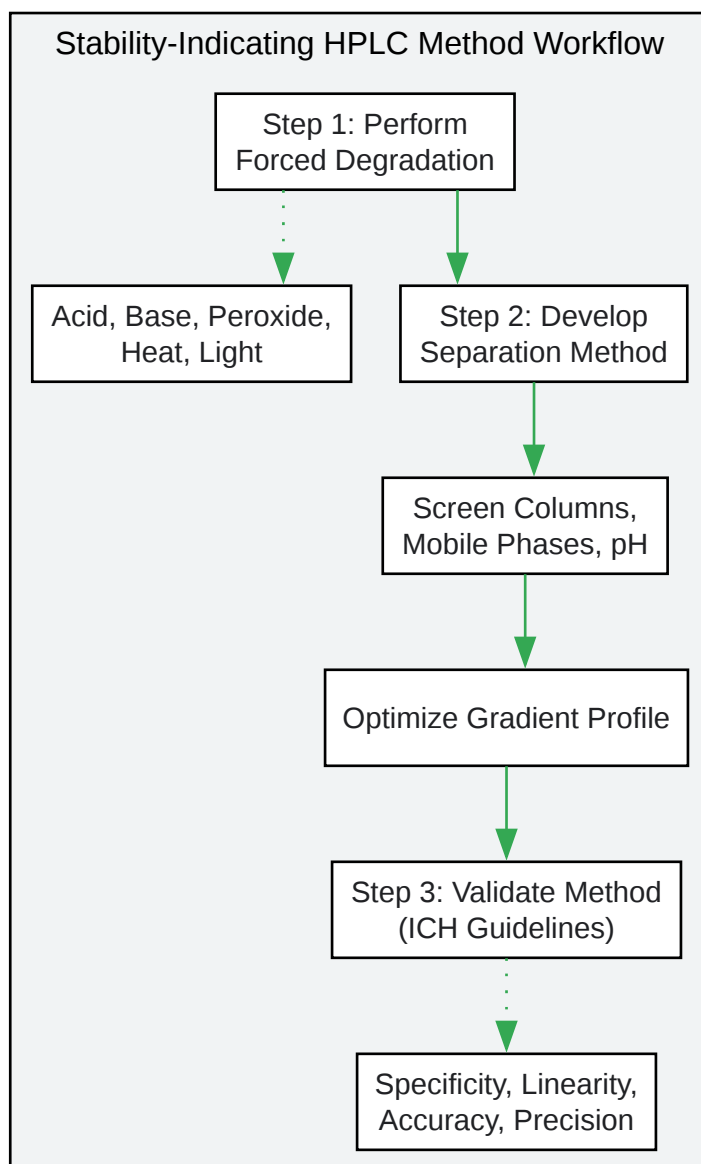 Stability-Indicating HPLC Method Workflow
Step 1: Perform
Forced Degradation
Acid, Base, Peroxide,
Heat, Light
Step 2: Develop
Separation Method
Screen Columns,
Mobile Phases, pH
Optimize Gradient Profile
Step 3: Validate Method
(ICH Guidelines)
Specificity, Linearity,
Accuracy, Precision